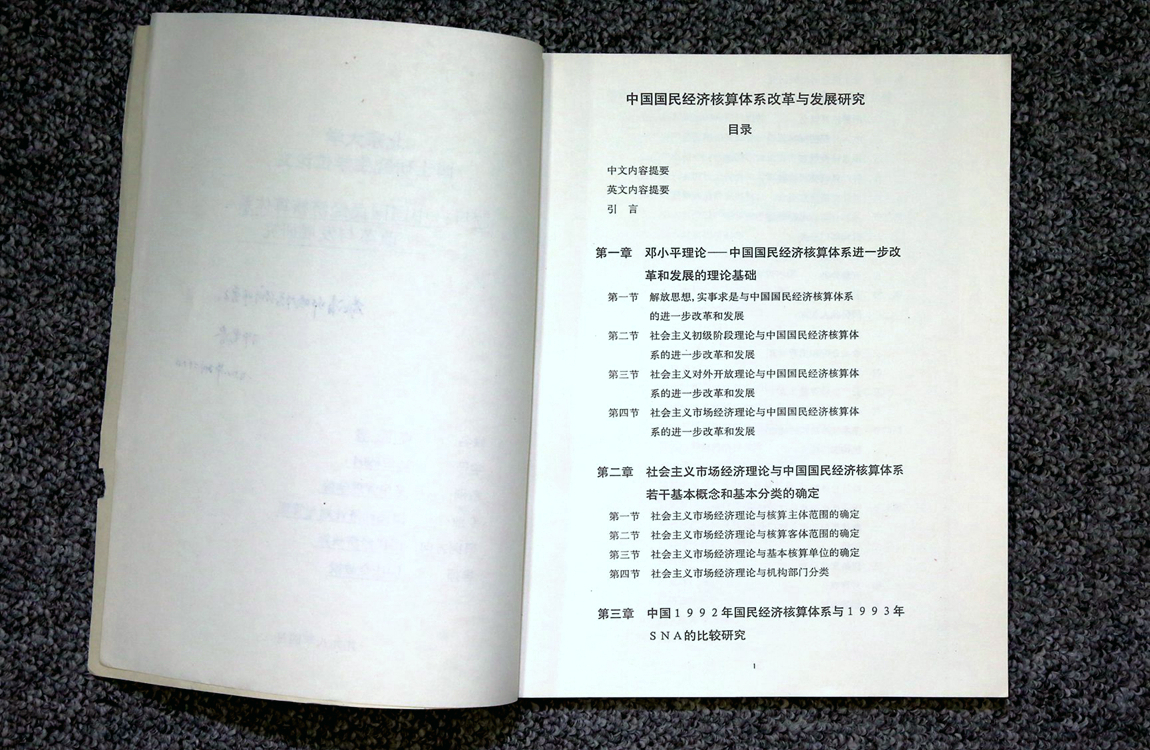 中国国民经济核算体系改革与发展研究
目录
中文内容提要
英文内容提要
引 言
第一章 邓小平理论——中国国民经济核算体系进一步改
革和发展的理论基础
第一节 解放思想,实事求是与中国国民经济核算体系
的进一步改革和发展
第二节 社会主义初级阶段理论与中国国民经济核算体
系的进一步改革和发展
第三节 社会主义对外开放理论与中国国民经济核算体
系的进一步改革和发展
第四节 社会主义市场经济理论与中国国民经济核算体
系的进一步改革和发展
第二章 社会主义市场经济理论与中国国民经济核算体系
若干基本概念和基本分类的确定
第一节 社会主义市场经济理论与核算主体范围的确定
第二节 社会主义市场经济理论与核算客体范围的确定
第三节 社会主义市场经济理论与基本核算单位的确定
第四节 社会主义市场经济理论与机构部门分类
第三章 中国1992年国民经济核算体系与1993年
SNA的比较研究
1